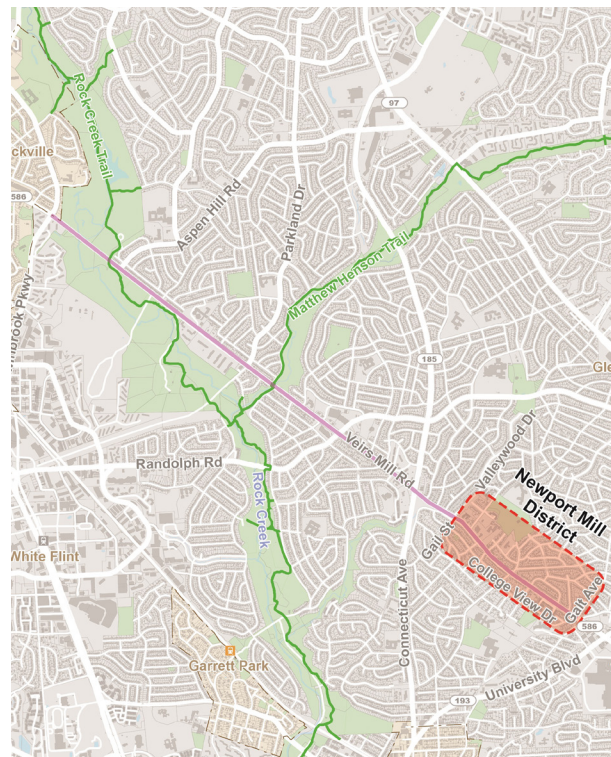 Rock Creek Trail
97
ckville
586
Aspen Hill Rd
Parkland Dr
Matthew Henson Trail
mbrook Pkwy
185
Gle
Valleywood Dr
Veirs Mill Rd
Randolph Rd
Rock Creek
Newport Mill
District
Gail St
White Flint
College View Dr
Galt Ave
Connecticut Ave
586
Garrett Park
University Blvd
193